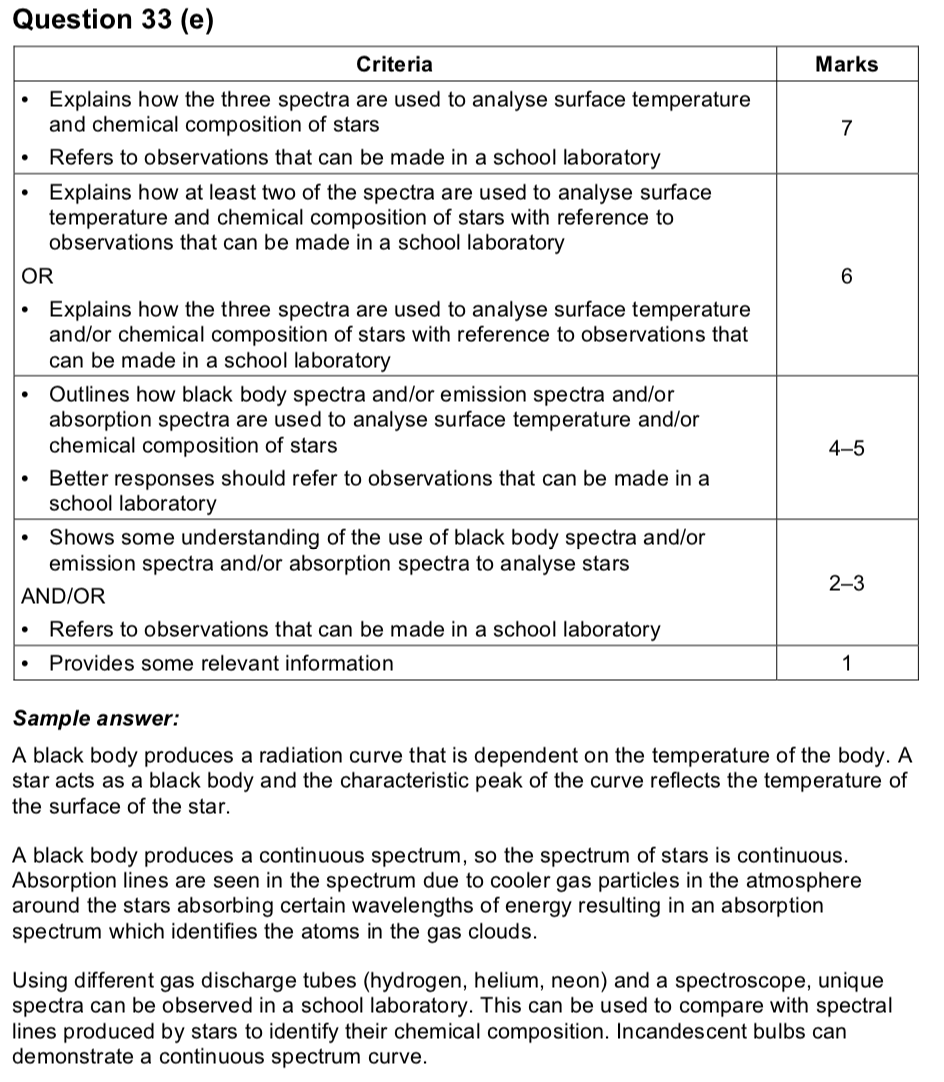 Question 33 (e)
Criteria Marks
• Explains how the three spectra are used to analyse surface temperature
and chemical composition of stars
• Refers to observations that can be made in a school laboratory
7
• Explains how at least two of the spectra are used to analyse surface
temperature and chemical composition of stars with reference to
observations that can be made in a school laboratory
OR
• Explains how the three spectra are used to analyse surface temperature
and/or chemical composition of stars with reference to observations that
can be made in a school laboratory
6
• Outlines how black body spectra and/or emission spectra and/or
absorption spectra are used to analyse surface temperature and/or
chemical composition of stars
• Better responses should refer to observations that can be made in a
school laboratory
4–5
• Shows some understanding of the use of black body spectra and/or
emission spectra and/or absorption spectra to analyse stars
AND/OR
• Refers to observations that can be made in a school laboratory
2–3
• Provides some relevant information
1
Sample answer:
A black body produces a radiation curve that is dependent on the temperature of the body. A
star acts as a black body and the characteristic peak of the curve reflects the temperature of
the surface of the star.
A black body produces a continuous spectrum, so the spectrum of stars is continuous.
Absorption lines are seen in the spectrum due to cooler gas particles in the atmosphere
around the stars absorbing certain wavelengths of energy resulting in an absorption
spectrum which identifies the atoms in the gas clouds.
Using different gas discharge tubes (hydrogen, helium, neon) and a spectroscope, unique
spectra can be observed in a school laboratory. This can be used to compare with spectral
lines produced by stars to identify their chemical composition. Incandescent bulbs can
demonstrate a continuous spectrum curve.